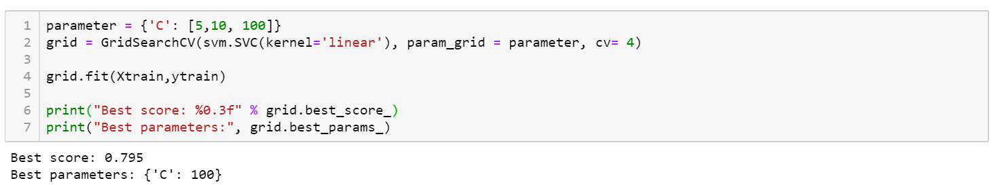 1 parameter = {'C': [5,10, 100]}
2 grid = GridSearchCV(svm.SVC(kernel='linear'), param_grid = parameter, cv= 4)
3
4 grid.fit(Xtrain,ytrain)
5
6 print("Best score: %0.3f" % grid.best_score_)
7 print("Best parameters:", grid.best_params_)
Best score: 0.795
Best parameters: {'C': 100}